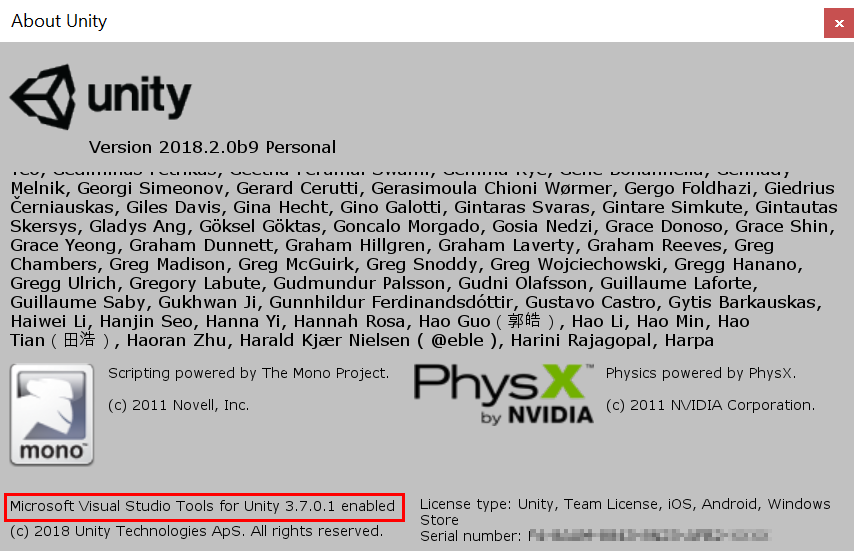 About Unity
unity
Version 2018.2.0b9 Personal
Melnik, Georgi Simeonov, Gerard Cerutti, Gerasimoula Chioni Wørmer, Gergo Foldhazi, Giedrius
Černiauskas, Giles Davis, Gina Hecht, Gino Galotti, Gintaras Svaras, Gintare Simkute, Gintautas
Skersys, Gladys Ang, Göksel Göktas, Goncalo Morgado, Gosia Nedzi, Grace Donoso, Grace Shin,
Grace Yeong, Graham Dunnett, Graham Hillgren, Graham Laverty, Graham Reeves, Greg
Chambers, Greg Madison, Greg McGuirk, Greg Snoddy, Greg Wojciechowski, Gregg Hanano,
Gregg Ulrich, Gregory Labute, Gudmundur Palsson, Gudni Olafsson, Guillaume Laforte,
Guillaume Saby, Gukhwan Ji, Gunnhildur Ferdinandsdóttir, Gustavo Castro, Gytis Barkauskas,
Haiwei Li, Hanjin Seo, Hanna Yi, Hannah Rosa, Hao Guo（郭皓）, Hao Li, Hao Min, Hao
Tian（田浩）, Haoran Zhu, Harald Kjær Nielsen ( @eble ), Harini Rajagopal, Harpa
mono™
Scripting powered by The Mono Project.
(c) 2011 Novell, Inc.
PhysX™
by NVIDIA
Physics powered by PhysX.
(c) 2011 NVIDIA Corporation.
Microsoft Visual Studio Tools for Unity 3.7.0.1 enabled
(c) 2018 Unity Technologies ApS. All rights reserved.
License type: Unity, Team License, iOS, Android, Windows
Store
Serial number: